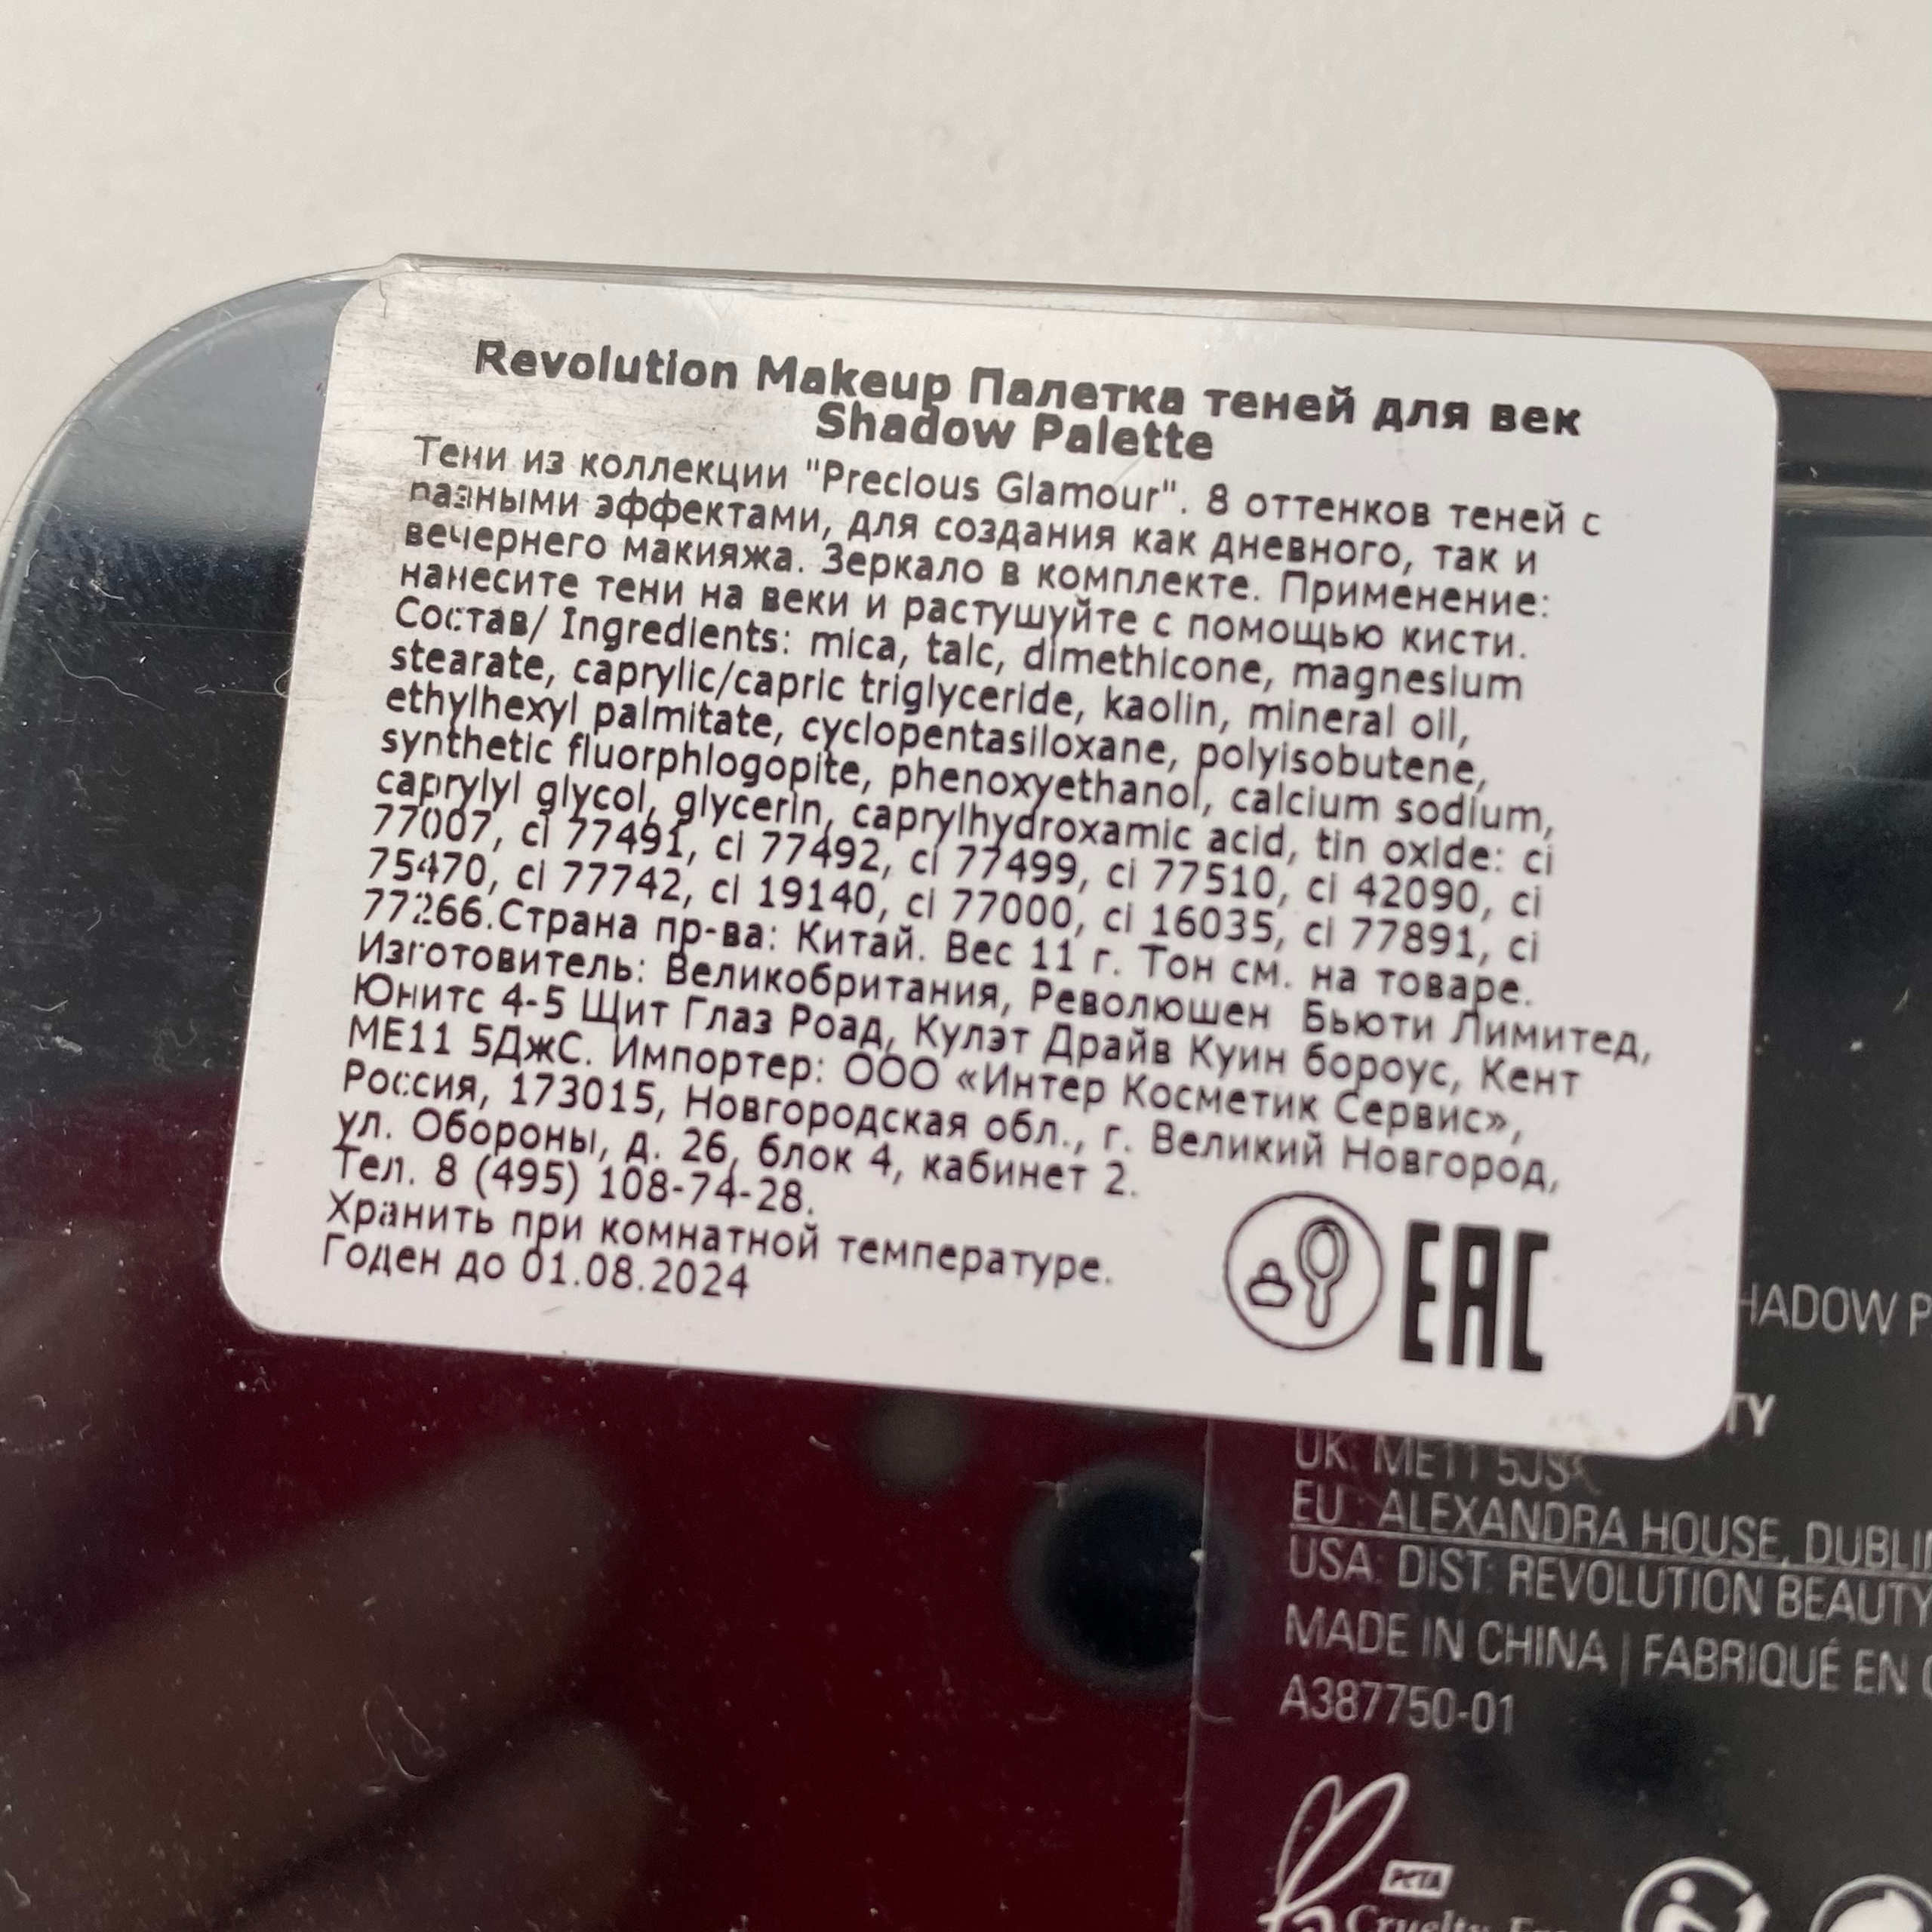 Revolution Makeup Палетка теней для век
Shadow Palette
Тени из коллекции "Precious Glamour". 8 оттенков теней с
разными эффектами, для создания как дневного, так и
вечернего макияжа. Зеркало в комплекте. Применение:
нанесите тени на веки и растушуйте с помощью кисти.
Состав/ Ingredients: mica, talc, dimethicone, magnesium
stearate, caprylic/capric triglyceride, kaolin, mineral oil,
ethylhexyl palmitate, cyclopentasiloxane, polyisobutene,
synthetic fluorphlogopite, phenoxyethanol, calcium sodium,
caprylyl glycol, glycerin, caprylhydroxamic acid, tin oxide: ci
77007, ci 77491, ci 77492, ci 77499, ci 77510, ci 42090, ci
75470, ci 77742, ci 19140, ci 77000, ci 16035, ci 77891, ci
77266.Страна пр-ва: Китай. Вес 11 г. Тон см. на товаре.
Изготовитель: Великобритания, Революшен Бьюти Лимитед,
Юнитс 4-5 Щит Глаз Роад, Кулэт Драйв Куин бороус, Кент
МЕ11 5ДжС. Импортер: ООО «Интер Косметик Сервис»,
Россия, 173015, Новгородская обл., г. Великий Новгород,
ул. Обороны, д. 26, блок 4, кабинет 2.
Тел. 8 (495) 108-74-28.
Хранить при комнатной температуре.
Годен до 01.08.2024
EAC
HADOW P
TY
UK: ME11 5JS
EU : ALEXANDRA HOUSE, DUBLI
USA: DIST: REVOLUTION BEAUTY
MADE IN CHINA | FABRIQUÉ EN C
A387750-01
PETA
Cruelty